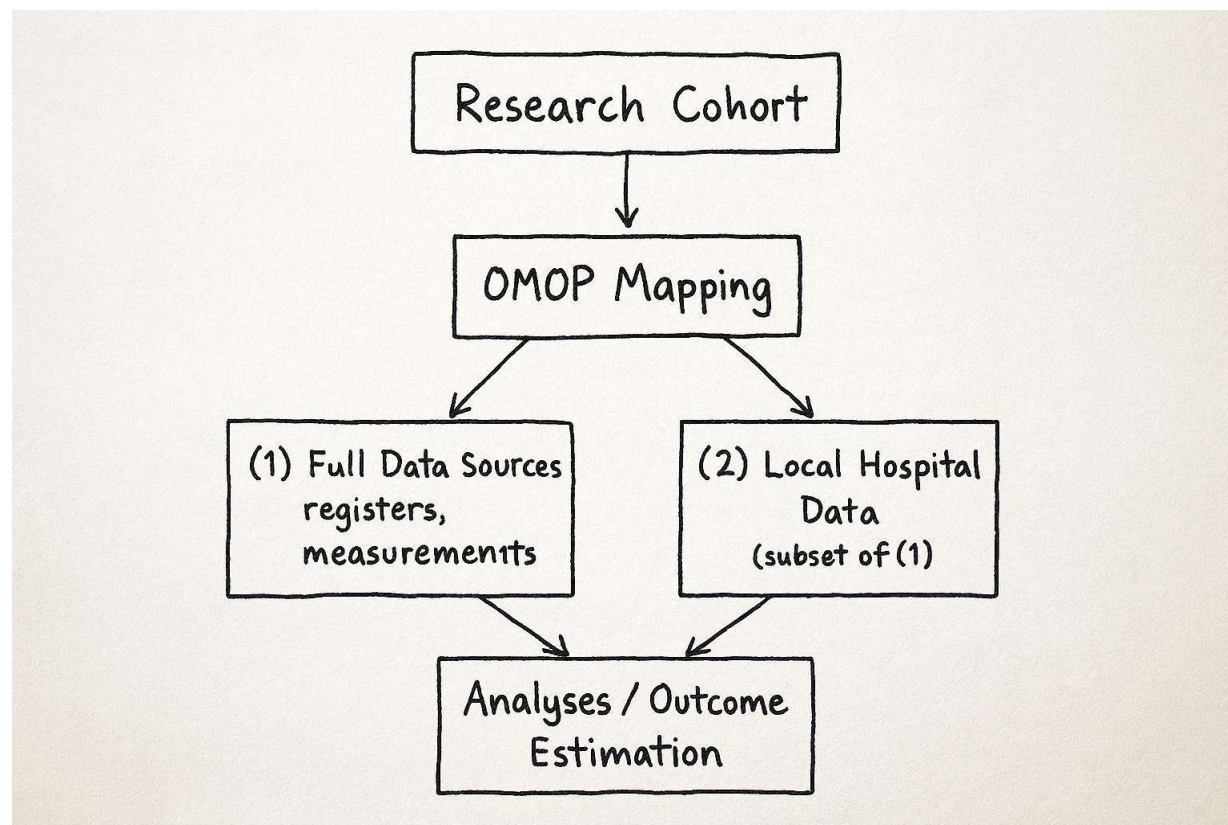 Research Cohort
OMOP Mapping
(1) Full Data Sources
registers,
measurements
(2) Local Hospital
Data
(subset of (1)
Analyses / Outcome
Estimation